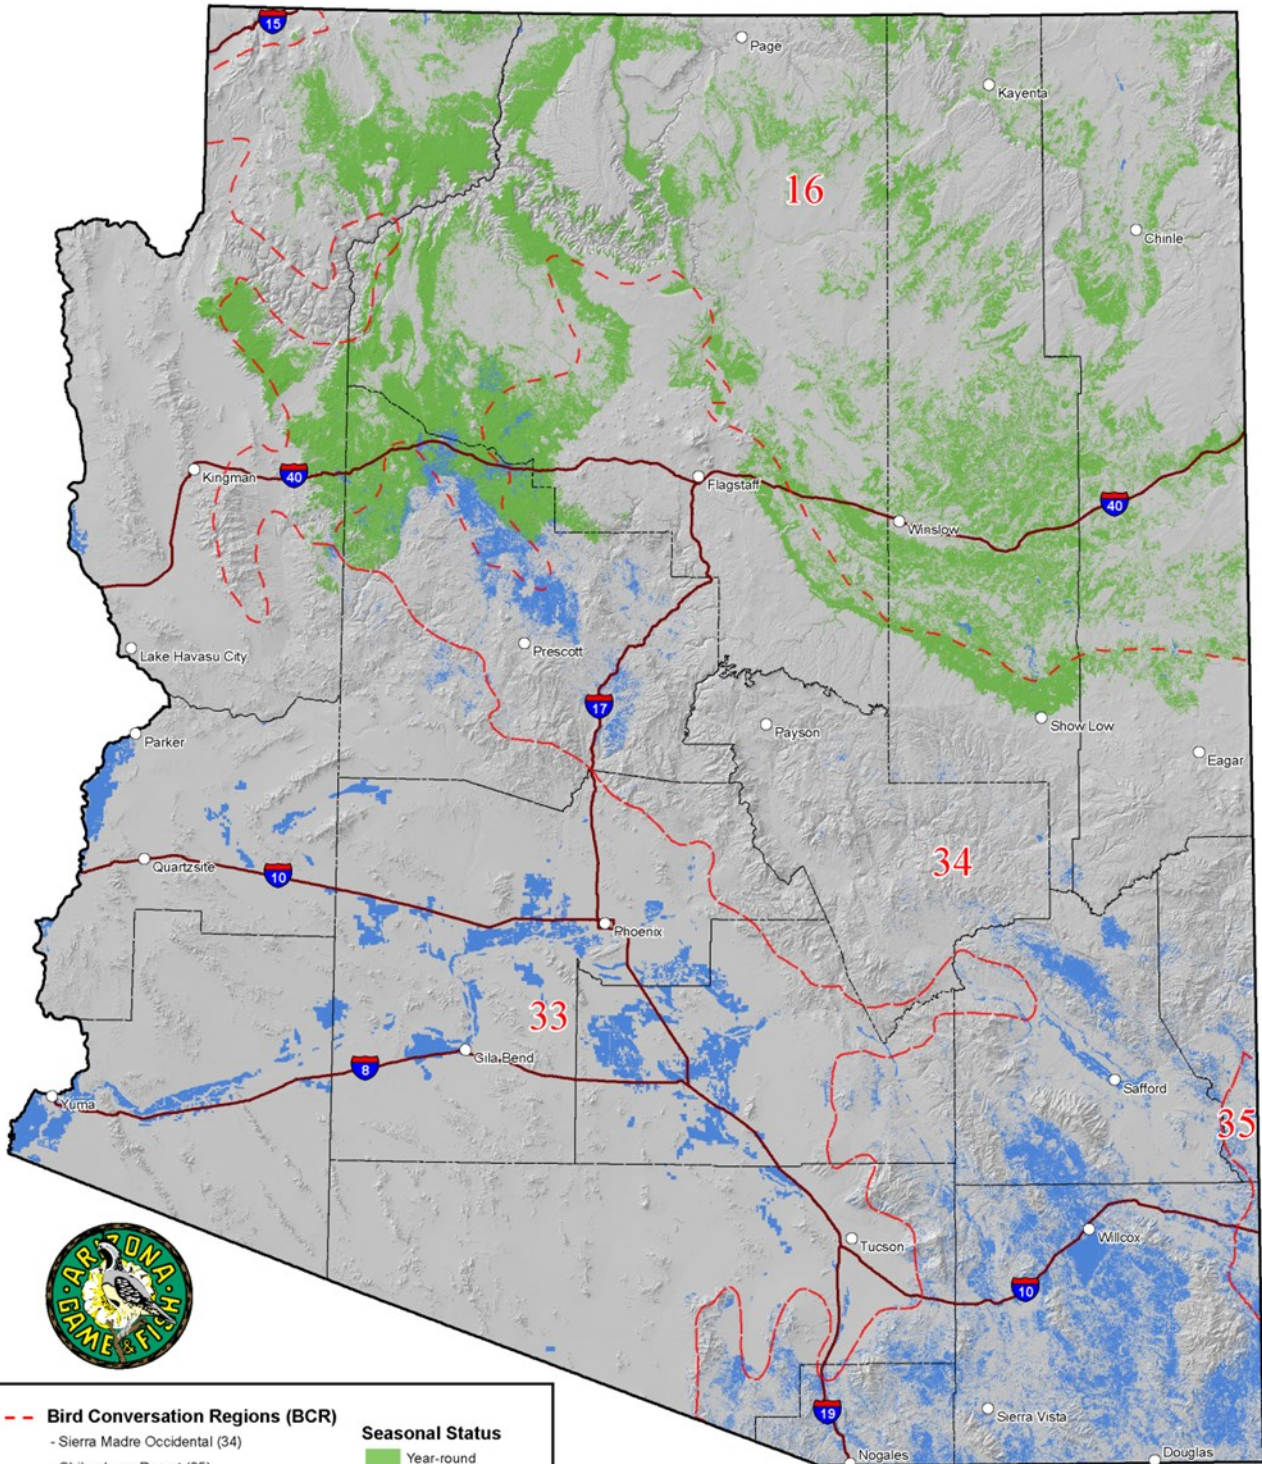 15
Page
Kayenta
16
Chinle
Kingman
40
Flagstaff
40
Winslow
Lake Havasu City
Prescott
17
Parker
Payson
Show Low
Eagar
Quartzsite
10
34
Phoenix
33
Gila Bend
8
Safford
Yuma
35
Willcox
Tucson
10
ARIZONA
GAME & FISH
19
Sierra Vista
Nogales
Douglas
Bird Conversation Regions (BCR)
- Sierra Madre Occidental (34)
Seasonal Status
Year-round